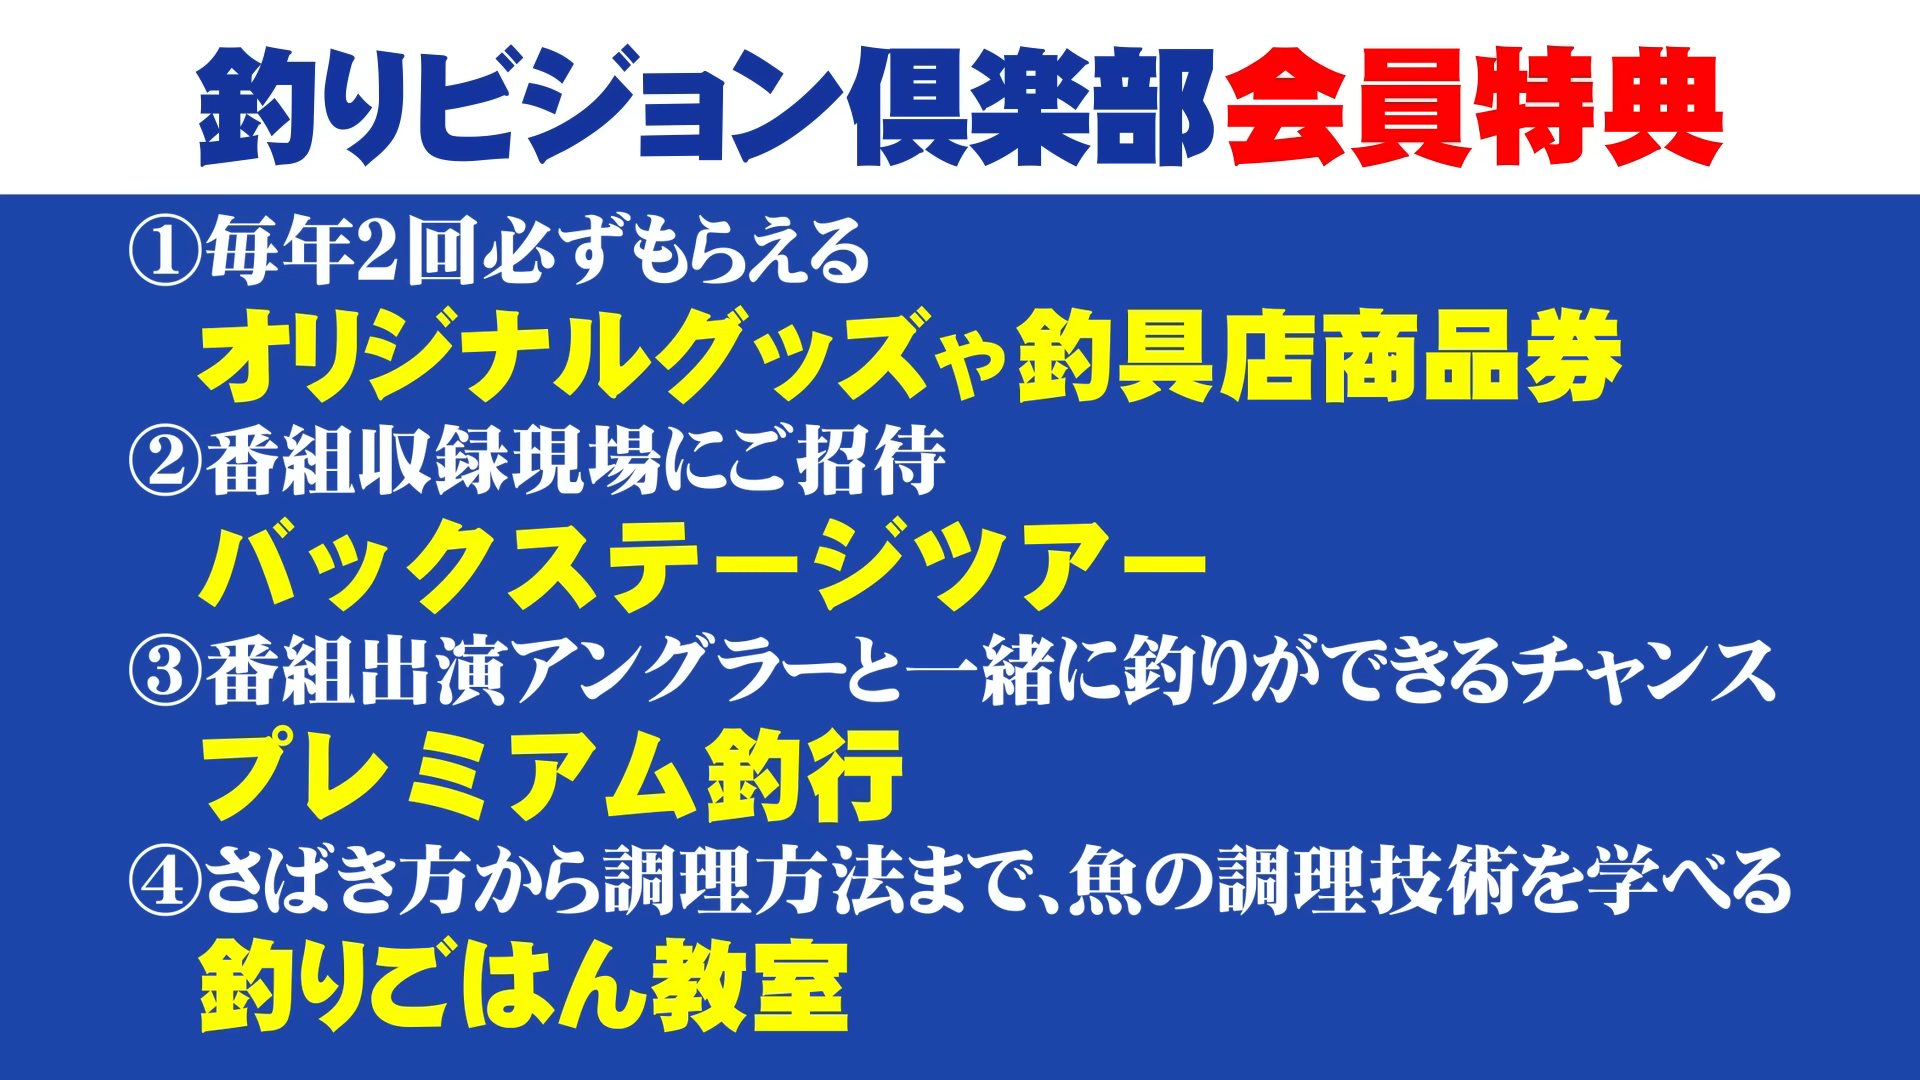 釣りビジョン倶楽部会員特典
①毎年2回必ずもらえる
オリジナルグッズや釣具店商品券
②番組収録現場にご招待
バックステージツアー
③番組出演アングラーと一緒に釣りができるチャンス
プレミアム釣行
④さばき方から調理方法まで、魚の調理技術を学べる
釣りごはん教室